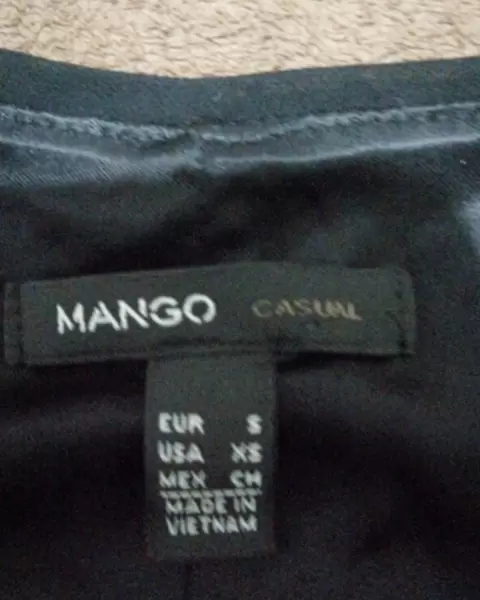 MANGO CASUAL
EUR S
USA XS
MEX CH
MADE IN
VIETNAM